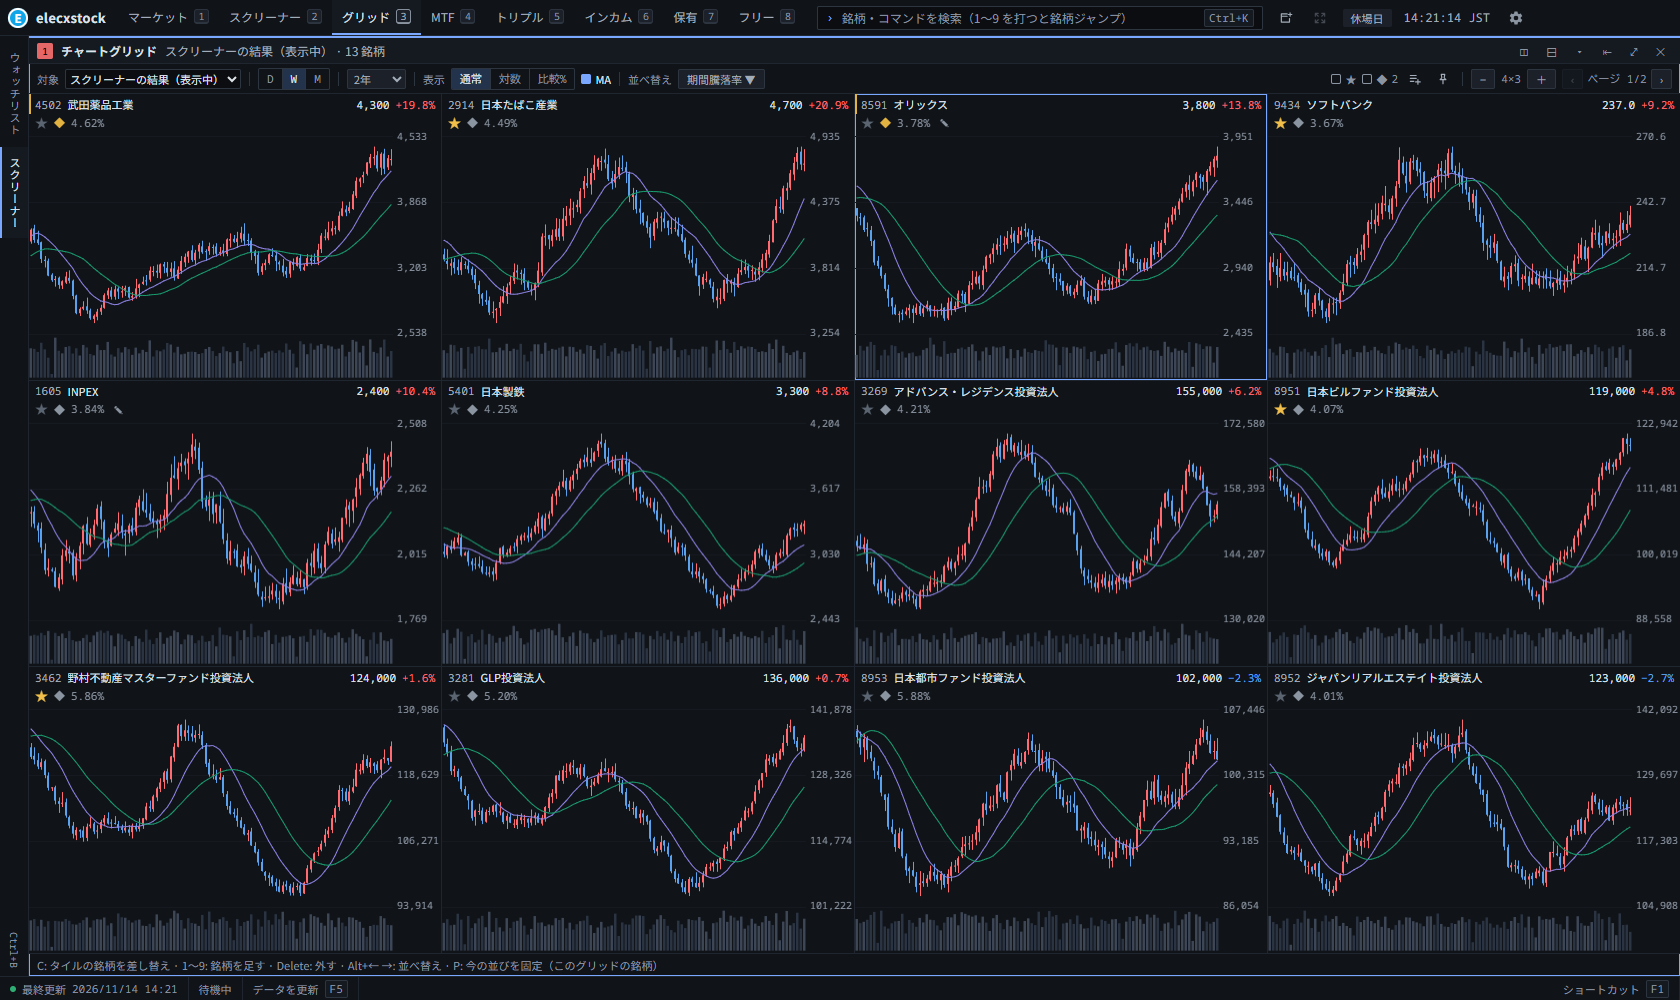 elecxstock マーケット 1 スクリーナー 2 グリッド 3 MTF 4 トリプル 5 インカム 6 保有 7 フリー 8 › 銘柄・コマンドを検索（1〜9 を打つと銘柄ジャンプ） Ctrl+K 休場日 14:21:14 JST
ウォッチリスト
スクリーナー
Ctrl+B
1 チャートグリッド スクリーナーの結果（表示中）・13 銘柄
対象 スクリーナーの結果（表示中） D W M 2年 表示 通常 対数 比較% MA 並べ替え 期間騰落率▼ ★ ◆ 2 − 4×3 + ‹ ページ 1/2 ›
4502 武田薬品工業 4,300 +19.8%
★ ◆ 4.62%
4,533
3,868
3,203
2,538
2914 日本たばこ産業 4,700 +20.9%
★ ◆ 4.49%
4,935
4,375
3,814
3,254
8591 オリックス 3,800 +13.8%
★ ◆ 3.78%
3,951
3,446
2,940
2,435
9434 ソフトバンク 237.0 +9.2%
★ ◆ 3.67%
270.6
242.7
214.7
186.8
1605 INPEX 2,400 +10.4%
★ ◆ 3.84%
2,508
2,262
2,015
1,769
5401 日本製鉄 3,300 +8.8%
★ ◆ 4.25%
4,204
3,617
3,030
2,443
3269 アドバンス・レジデンス投資法人 155,000 +6.2%
★ ◆ 4.21%
172,580
158,393
144,207
130,020
8951 日本ビルファンド投資法人 119,000 +4.8%
★ ◆ 4.07%
122,942
111,481
100,019
88,558
3462 野村不動産マスターファンド投資法人 124,000 +1.6%
★ ◆ 5.86%
130,986
118,629
106,271
93,914
3281 GLP投資法人 136,000 +0.7%
★ ◆ 5.20%
141,878
128,326
114,774
101,222
8953 日本都市ファンド投資法人 102,000 −2.3%
★ ◆ 5.88%
107,446
100,315
93,185
86,054
8952 ジャパンリアルエステイト投資法人 123,000 −2.7%
★ ◆ 4.01%
142,092
129,697
117,303
104,908
C: タイルの銘柄を差し替え・1〜9: 銘柄を足す・Delete: 外す・Alt+← →: 並べ替え・P: 今の並びを固定（このグリッドの銘柄）
最終更新 2026/11/14 14:21 待機中 データを更新 F5 ショートカット F1